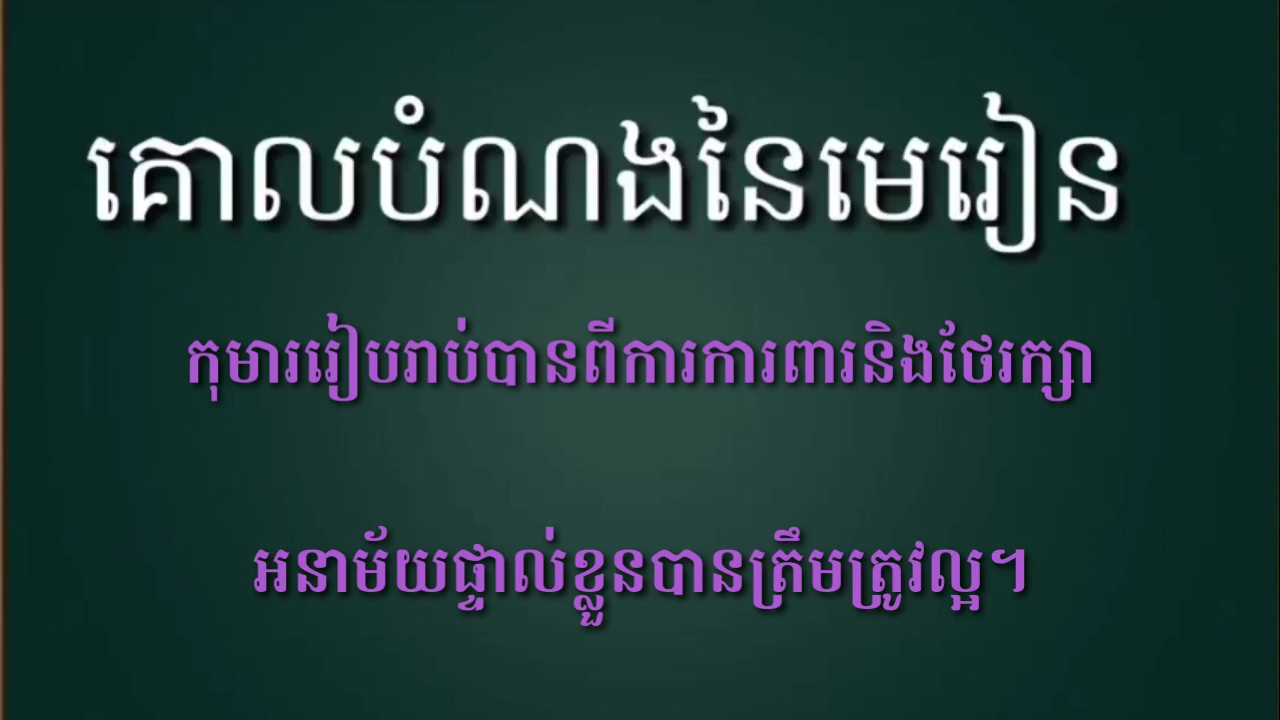 គោលបំណងនៃមេរៀន
កុមាររៀបរាប់បានពីការការពារនិងថែរក្សា
អនាម័យផ្ទាល់ខ្លួនបានត្រឹមត្រូវល្អ។